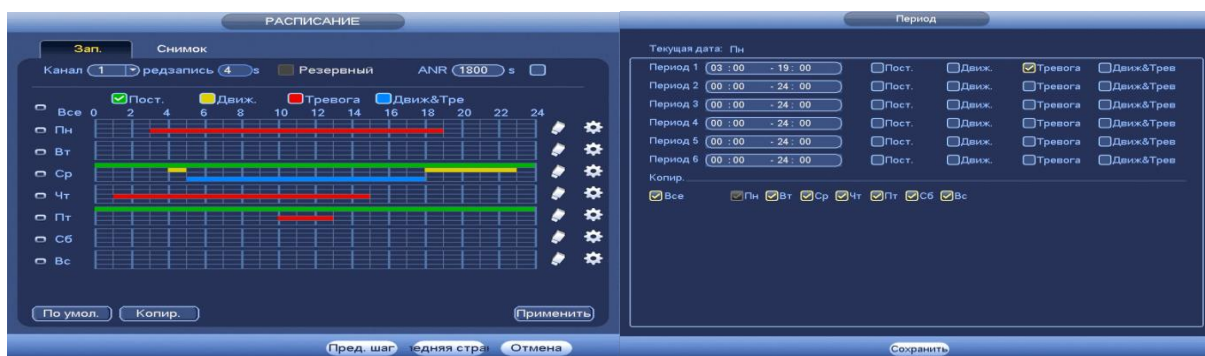 РАСПИСАНИЕ
Зап. Снимок
Канал 1 редзапись 4 s Резервный ANR 1800 s
Пост. Движ. Тревога Движ&Тре
Все 0 2 4 6 8 10 12 14 16 18 20 22 24
Пн
Вт
Ср
Чт
Пт
Сб
Вс
По умол. Копир. Применить
Пред. шаг едняя стра Отмена
Период
Текущая дата: Пн
Период 1 03 : 00 - 19 : 00 Пост. Движ. Тревога Движ&Трев
Период 2 00 : 00 - 24 : 00 Пост. Движ. Тревога Движ&Трев
Период 3 00 : 00 - 24 : 00 Пост. Движ. Тревога Движ&Трев
Период 4 00 : 00 - 24 : 00 Пост. Движ. Тревога Движ&Трев
Период 5 00 : 00 - 24 : 00 Пост. Движ. Тревога Движ&Трев
Период 6 00 : 00 - 24 : 00 Пост. Движ. Тревога Движ&Трев
Копир.
Все Пн Вт Ср Чт Пт Сб Вс
Сохранить